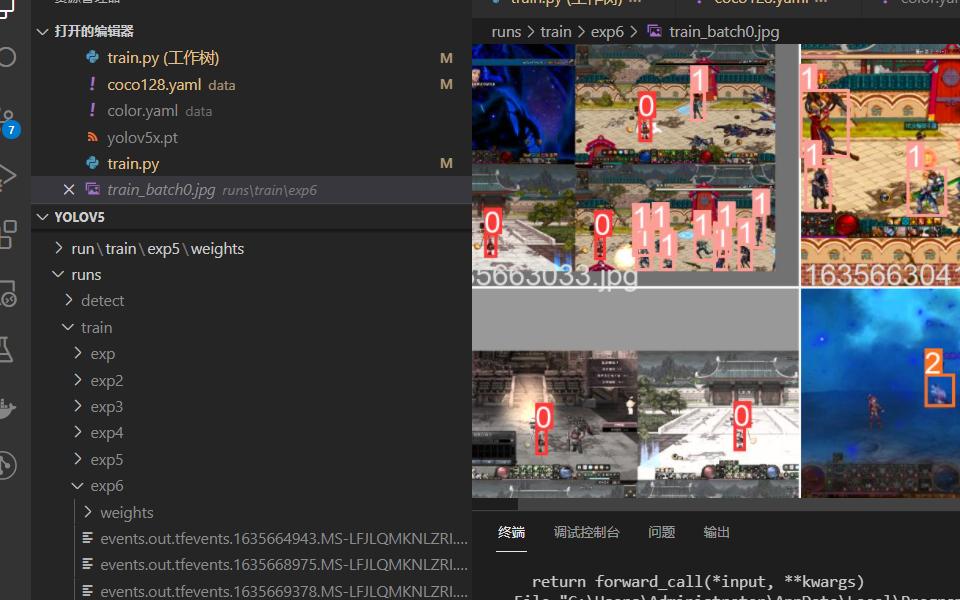 打开的编辑器
train.py (工作树) M
coco128.yaml data M
color.yaml data
yolov5x.pt
train.py M
train_batch0.jpg runs\train\exp6
7
YOLOV5
run\train\exp5\weights
runs
detect
train
exp
exp2
exp3
exp4
exp5
exp6
weights
events.out.tfevents.1635664943.MS-LFJLQMKNLZRI....
events.out.tfevents.1635668975.MS-LFJLQMKNLZRI....
events.out.tfevents.1635669378.MS-LFJLQMKNLZRI....
runs > train > exp6 > train_batch0.jpg
1
0
1
1
1
0
0
1
1
1
1
1
1
1
1
1
35663033.jpg
1635663041
0
0
2
终端 调试控制台 问题 输出
return forward_call(*input, **kwargs)